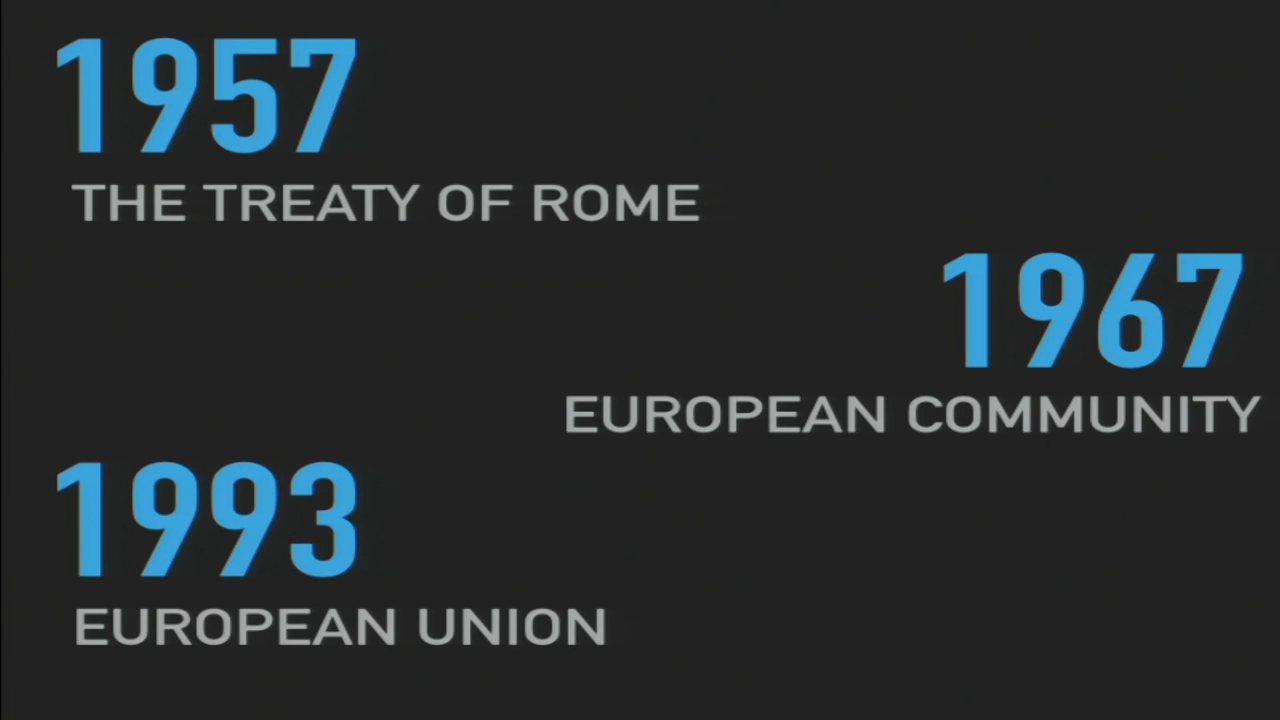 1957
THE TREATY OF ROME
1967
EUROPEAN COMMUNITY
1993
EUROPEAN UNION